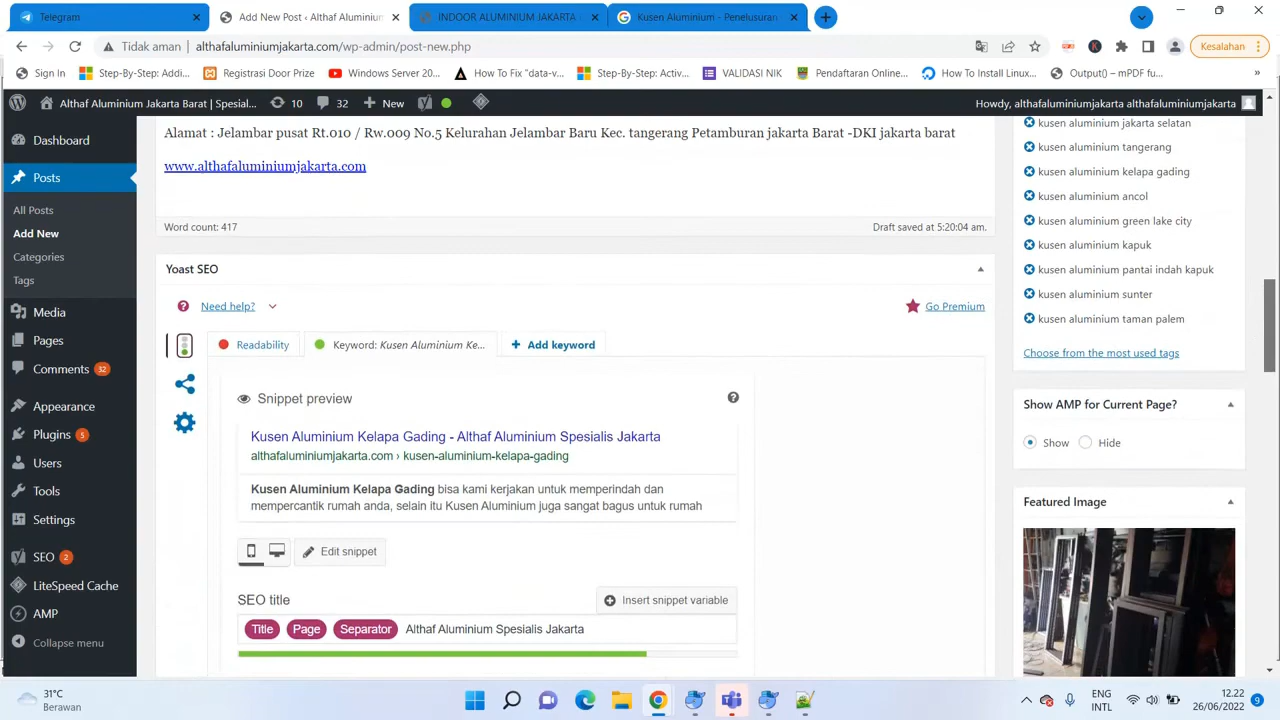 Telegram
Add New Post ‹ Althaf Aluminium
INDOOR ALUMINIUM JAKARTA
Kusen Aluminium - Penelusuran
Tidak aman
althafaluminiumjakarta.com/wp-admin/post-new.php
Kesalahan
Sign In
Step-By-Step: Addi...
Registrasi Door Prize
Windows Server 20...
How To Fix "data-v...
Step-By-Step: Activ...
VALIDASI NIK
Pendaftaran Online...
How To Install Linux...
Output() – mPDF fu...
Althaf Aluminium Jakarta Barat | Spesial...
10
32
New
Howdy, althafaluminiumjakarta althafaluminiumjakarta
Dashboard
Posts
All Posts
Add New
Categories
Tags
Media
Pages
Comments 32
Appearance
Plugins 5
Users
Tools
Settings
SEO 2
LiteSpeed Cache
AMP
Collapse menu
Alamat : Jelambar pusat Rt.010 / Rw.009 No.5 Kelurahan Jelambar Baru Kec. tangerang Petamburan jakarta Barat -DKI jakarta barat
www.althafaluminiumjakarta.com
Word count: 417
Draft saved at 5:20:04 am.
Yoast SEO
Need help?
Go Premium
Readability
Keyword: Kusen Aluminium Ke...
Add keyword
Snippet preview
Kusen Aluminium Kelapa Gading - Althaf Aluminium Spesialis Jakarta
althafaluminiumjakarta.com › kusen-aluminium-kelapa-gading
Kusen Aluminium Kelapa Gading bisa kami kerjakan untuk memperindah dan
mempercantik rumah anda, selain itu Kusen Aluminium juga sangat bagus untuk rumah
Edit snippet
SEO title
Insert snippet variable
Title Page Separator Althaf Aluminium Spesialis Jakarta
kusen aluminium jakarta selatan
kusen aluminium tangerang
kusen aluminium kelapa gading
kusen aluminium ancol
kusen aluminium green lake city
kusen aluminium kapuk
kusen aluminium pantai indah kapuk
kusen aluminium sunter
kusen aluminium taman palem
Choose from the most used tags
Show AMP for Current Page?
Show
Hide
Featured Image
31°C
Berawan
ENG
INTL
12.22
26/06/2022
9